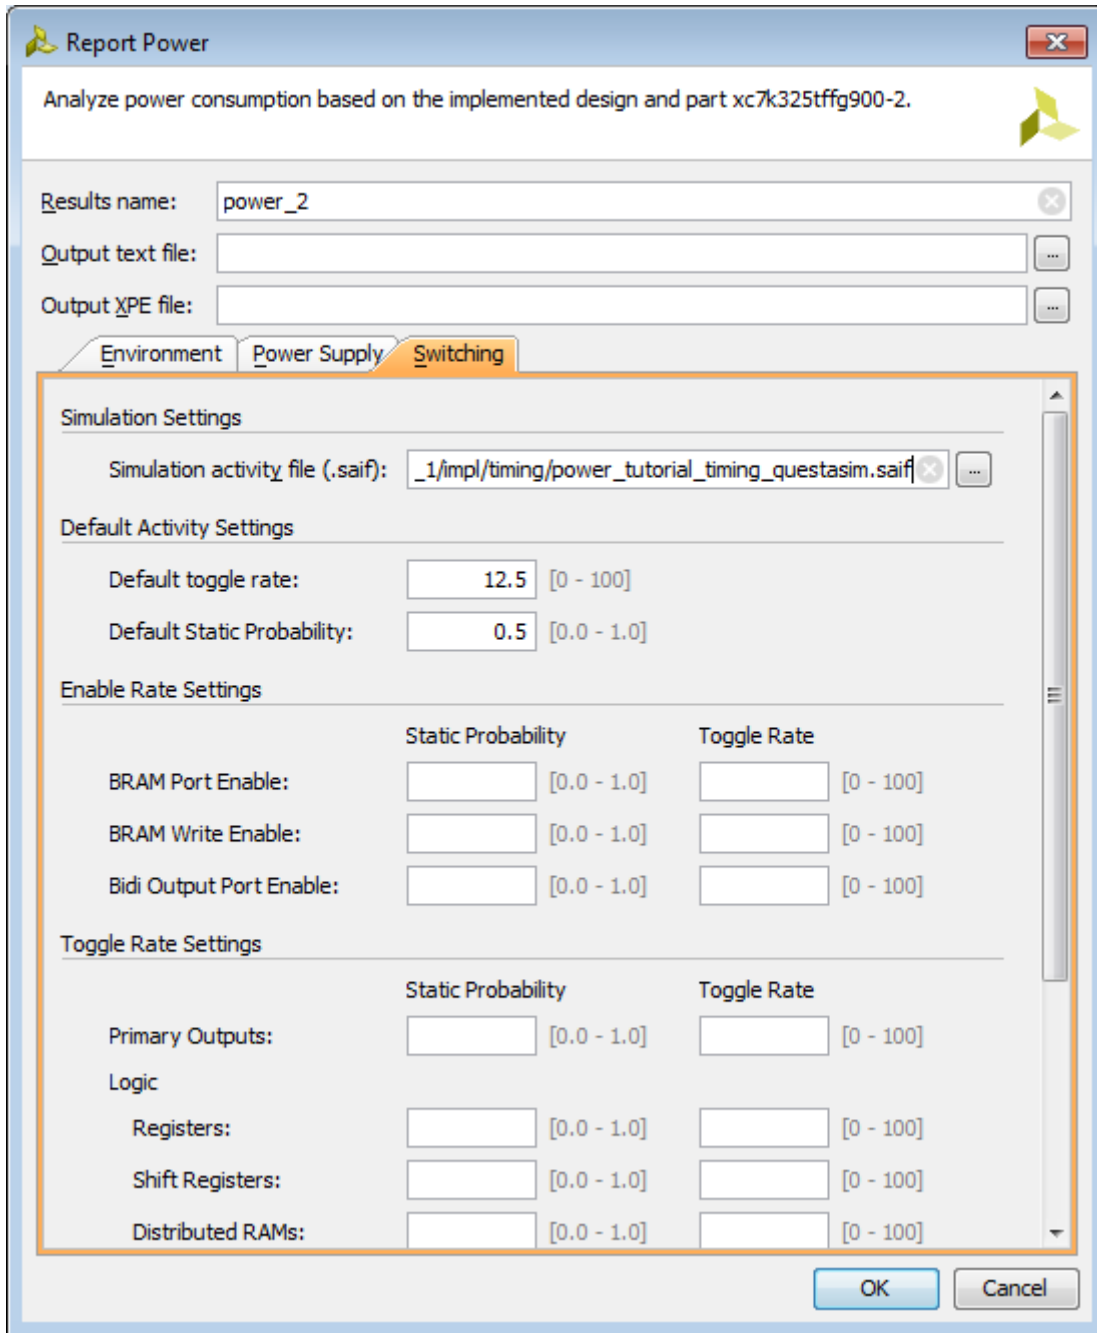 Report Power
Analyze power consumption based on the implemented design and part xc7k325tffg900-2.
Results name: power_2
Output text file: ...
Output XPE file: ...
Environment Power Supply Switching
Simulation Settings
Simulation activity file (.saif): _1/impl/timing/power_tutorial_timing_questasim.saif ...
Default Activity Settings
Default toggle rate: 12.5 [0 - 100]
Default Static Probability: 0.5 [0.0 - 1.0]
Enable Rate Settings
Static Probability Toggle Rate
BRAM Port Enable: [0.0 - 1.0] [0 - 100]
BRAM Write Enable: [0.0 - 1.0] [0 - 100]
Bidi Output Port Enable: [0.0 - 1.0] [0 - 100]
Toggle Rate Settings
Static Probability Toggle Rate
Primary Outputs: [0.0 - 1.0] [0 - 100]
Logic
Registers: [0.0 - 1.0] [0 - 100]
Shift Registers: [0.0 - 1.0] [0 - 100]
Distributed RAMs: [0.0 - 1.0] [0 - 100]
OK Cancel